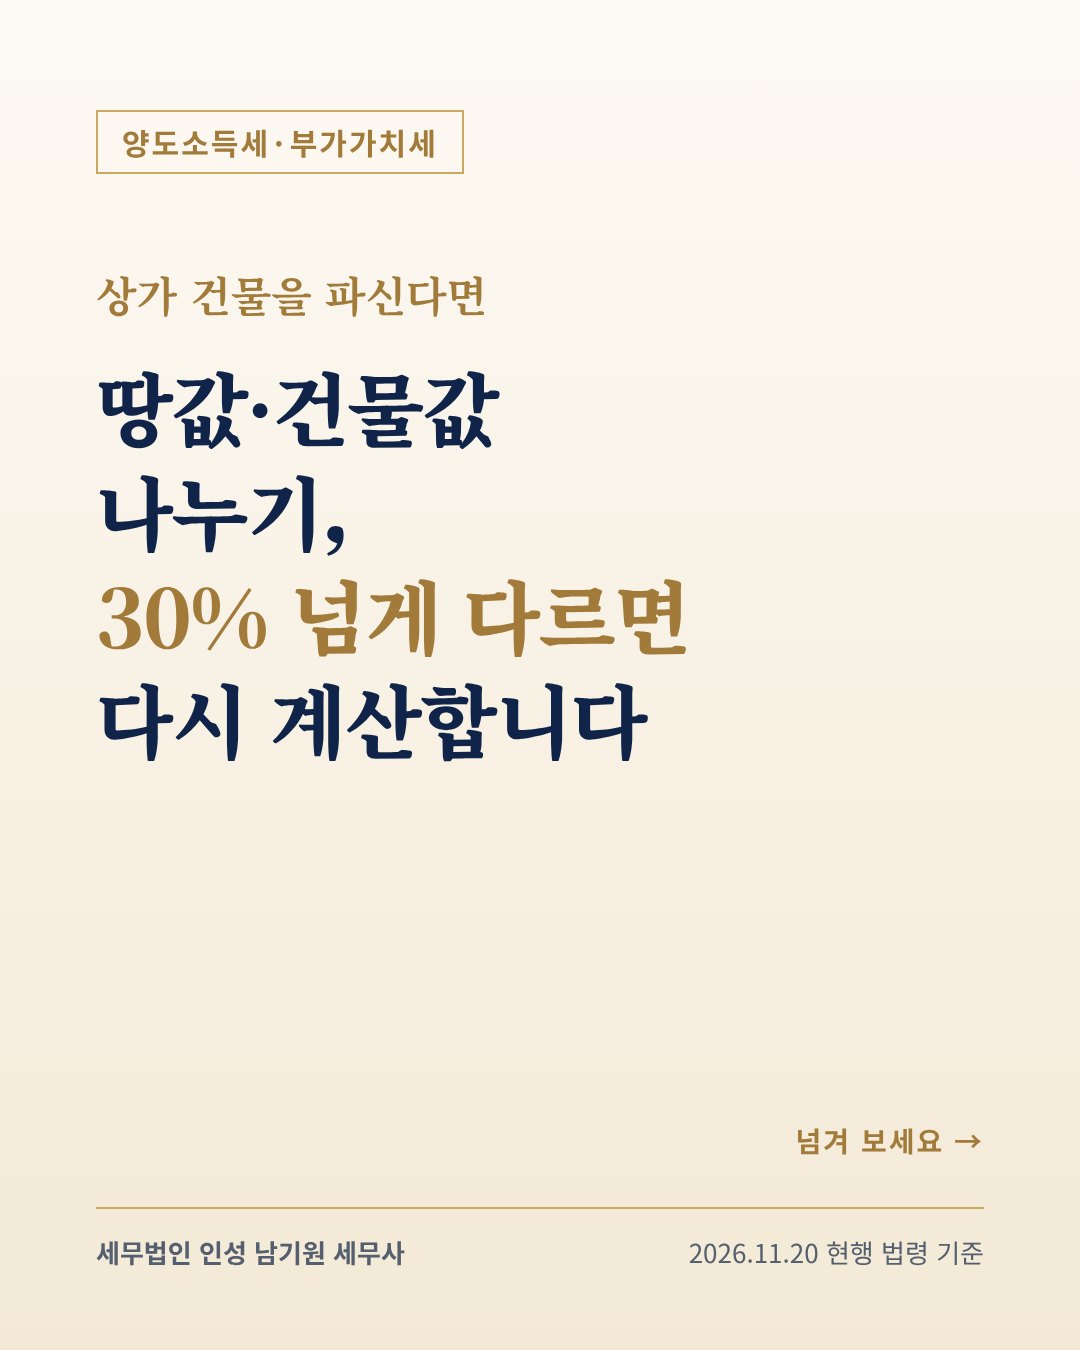 양도소득세·부가가치세
상가 건물을 파신다면
땅값·건물값
나누기,
30% 넘게 다르면
다시 계산합니다
넘겨 보세요 →
세무법인 인성 남기원 세무사
2026.11.20 현행 법령 기준